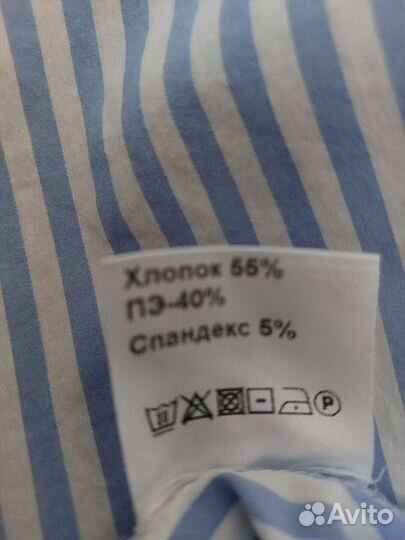 Хлопок 55%
ПЭ-40%
Спандекс 5%
P
Avito